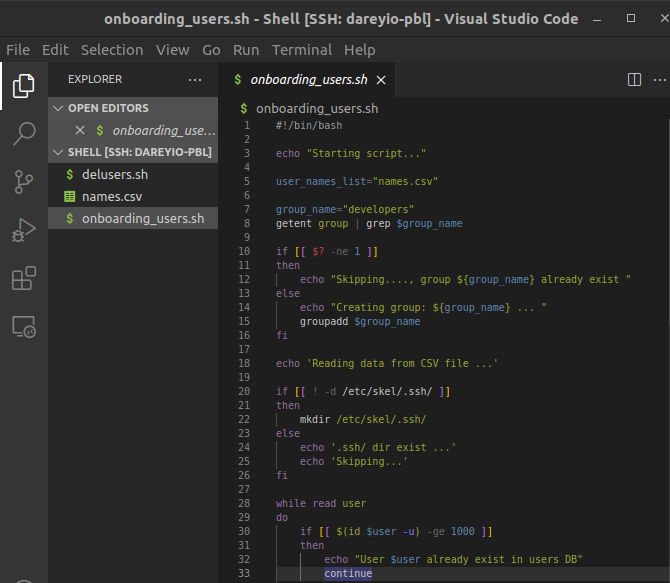 onboarding_users.sh - Shell [SSH: dareyio-pbl] - Visual Studio Code
File Edit Selection View Go Run Terminal Help
EXPLORER
OPEN EDITORS
onboarding_use...
SHELL [SSH: DAREYIO-PBL]
delusers.sh
names.csv
onboarding_users.sh
onboarding_users.sh
onboarding_users.sh
1 #!/bin/bash
2
3 echo "Starting script..."
4
5 user_names_list="names.csv"
6
7 group_name="developers"
8 getent group | grep $group_name
9
10 if [[ $? -ne 1 ]]
11 then
12     echo "Skipping...., group ${group_name} already exist "
13 else
14     echo "Creating group: ${group_name} ... "
15     groupadd $group_name
16 fi
17
18 echo 'Reading data from CSV file ...'
19
20 if [[ ! -d /etc/skel/.ssh/ ]]
21 then
22     mkdir /etc/skel/.ssh/
23 else
24     echo '.ssh/ dir exist ...'
25     echo 'Skipping...'
26 fi
27
28 while read user
29 do
30     if [[ $(id $user -u) -ge 1000 ]]
31     then
32         echo "User $user already exist in users DB"
33         continue